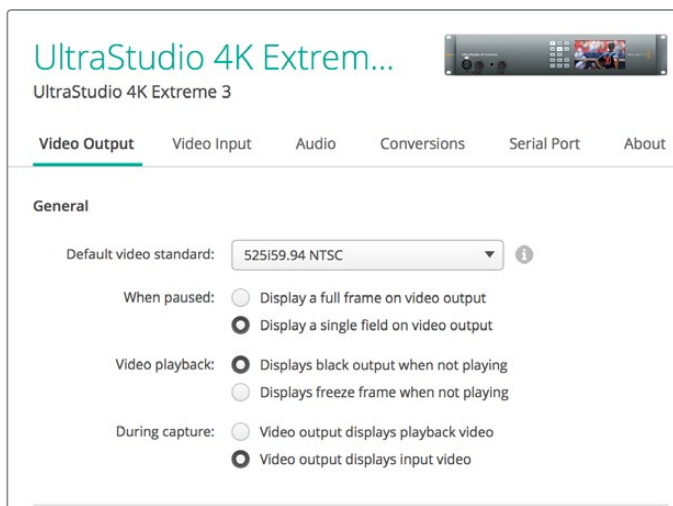 UltraStudio 4K Extrem...
UltraStudio 4K Extreme 3
Video Output Video Input Audio Conversions Serial Port About
General
Default video standard: 525i59.94 NTSC
When paused: Display a full frame on video output
Display a single field on video output
Video playback: Displays black output when not playing
Displays freeze frame when not playing
During capture: Video output displays playback video
Video output displays input video